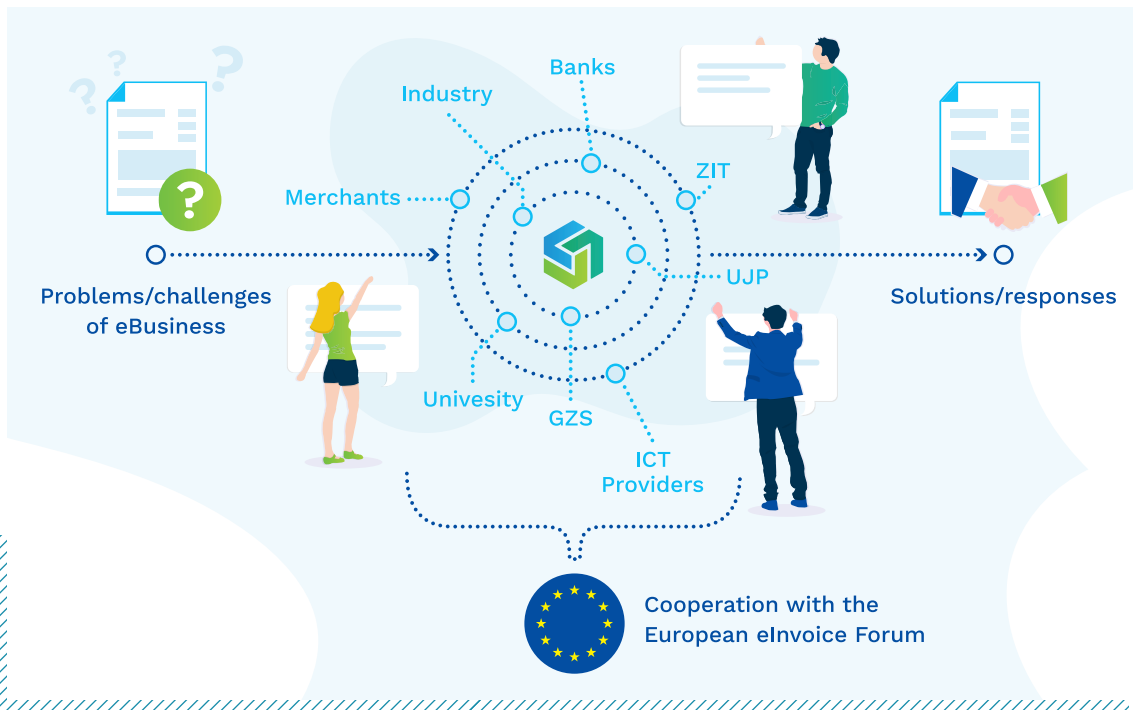 Banks
Industry
ZIT
Merchants
?
?
?
?
UJP
Problems/challenges
of eBusiness
Solutions/responses
Univesity
GZS
ICT
Providers
Cooperation with the
European eInvoice Forum